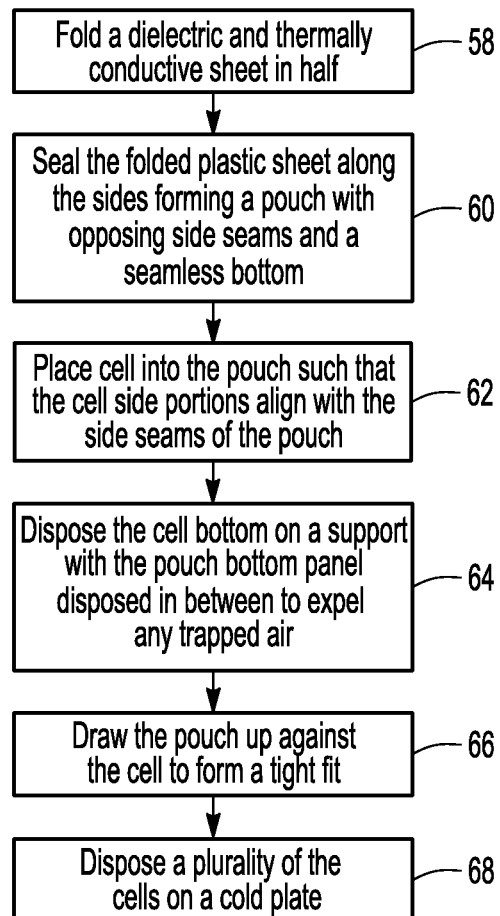 Fold a dielectric and thermally
conductive sheet in half
58
Seal the folded plastic sheet along
the sides forming a pouch with
opposing side seams and a
seamless bottom
60
Place cell into the pouch such that
the cell side portions align with the
side seams of the pouch
62
Dispose the cell bottom on a support
with the pouch bottom panel
disposed in between to expel
any trapped air
64
Draw the pouch up against
the cell to form a tight fit
66
Dispose a plurality of the
cells on a cold plate
68